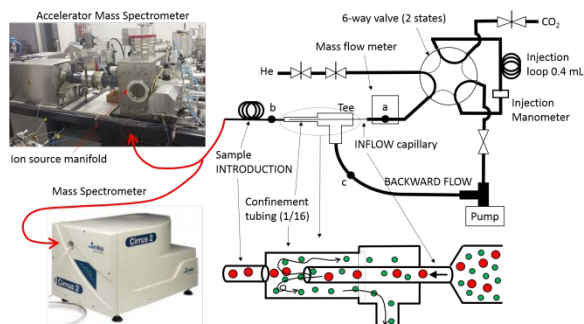 Accelerator Mass Spectrometer
6-way valve (2 states)
CO2
Mass flow meter
Injection
loop 0.4 mL
He
Injection
Manometer
b
Tee
a
Ion source manifold
Sample
INTRODUCTION
INFLOW capillary
Mass Spectrometer
c
BACKWARD FLOW
Confinement
tubing (1/16)
Pump
Cirrus 2
Cirrus 2